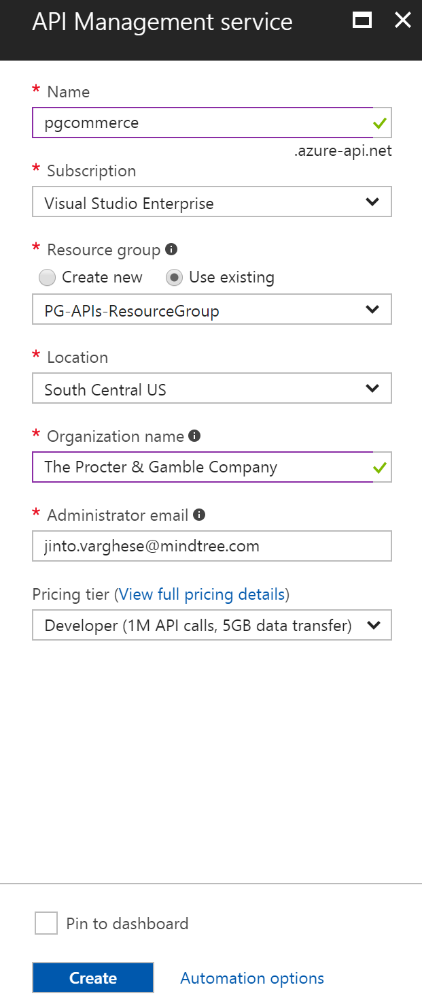 API Management service
* Name
pgcommerce
.azure-api.net
* Subscription
Visual Studio Enterprise
* Resource group
Create new Use existing
PG-APIs-ResourceGroup
* Location
South Central US
* Organization name
The Procter & Gamble Company
* Administrator email
jinto.varghese@mindtree.com
Pricing tier (View full pricing details)
Developer (1M API calls, 5GB data transfer)
Pin to dashboard
Create Automation options